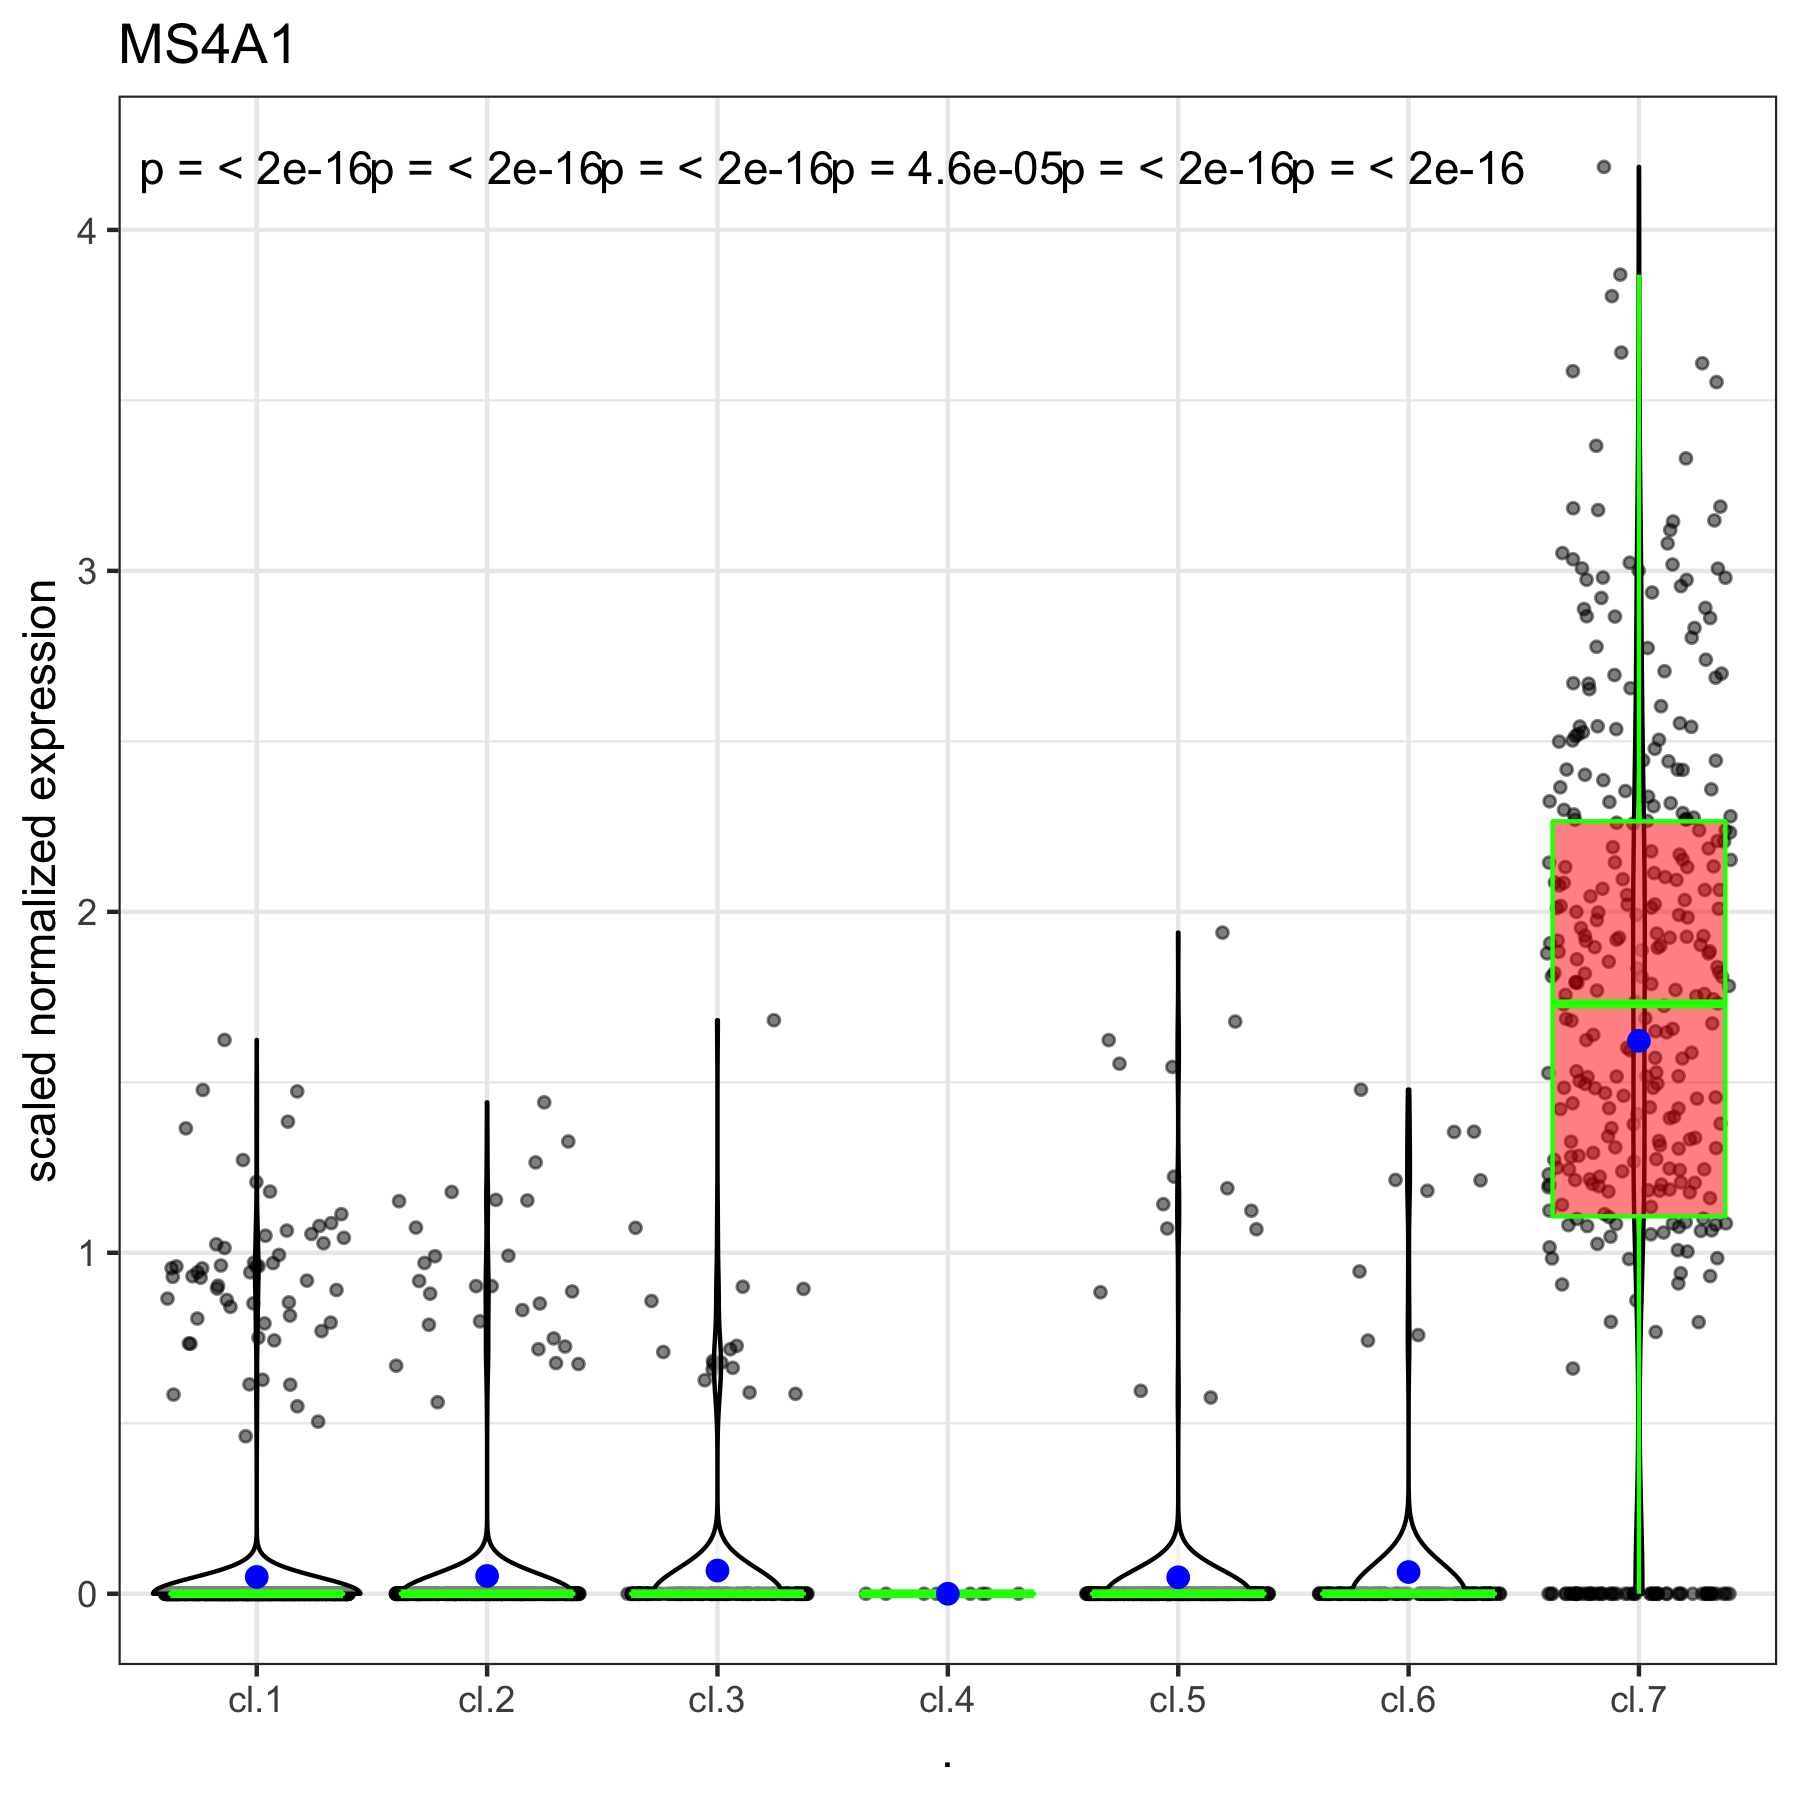 MS4A1
p = < 2e-16p = < 2e-16p = < 2e-16p = 4.6e-05p = < 2e-16p = < 2e-16
4
3
2
1
0
scaled normalized expression
cl.1 cl.2 cl.3 cl.4 cl.5 cl.6 cl.7
.